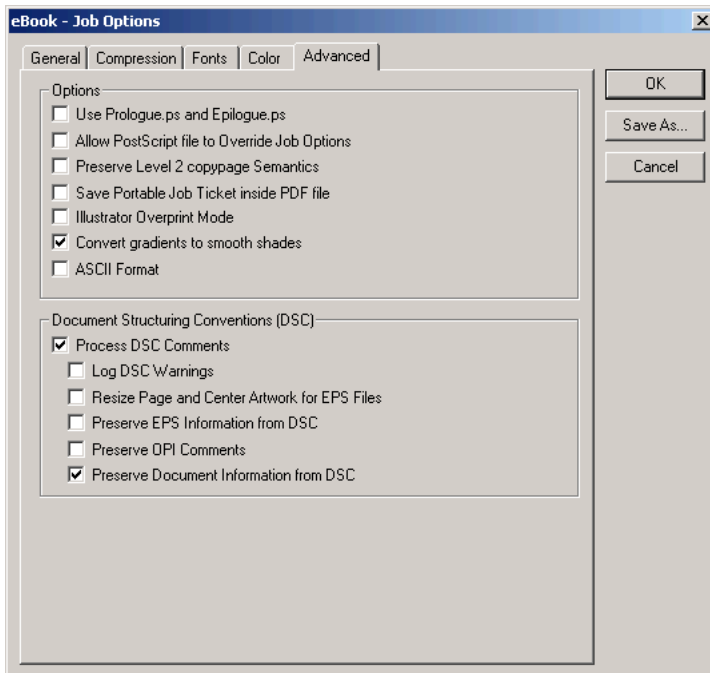 eBook - Job Options
General Compression Fonts Color Advanced
OK
Save As...
Cancel
Options
Use Prologue.ps and Epilogue.ps
Allow PostScript file to Override Job Options
Preserve Level 2 copypage Semantics
Save Portable Job Ticket inside PDF file
Illustrator Overprint Mode
Convert gradients to smooth shades
ASCII Format
Document Structuring Conventions (DSC)
Process DSC Comments
Log DSC Warnings
Resize Page and Center Artwork for EPS Files
Preserve EPS Information from DSC
Preserve OPI Comments
Preserve Document Information from DSC